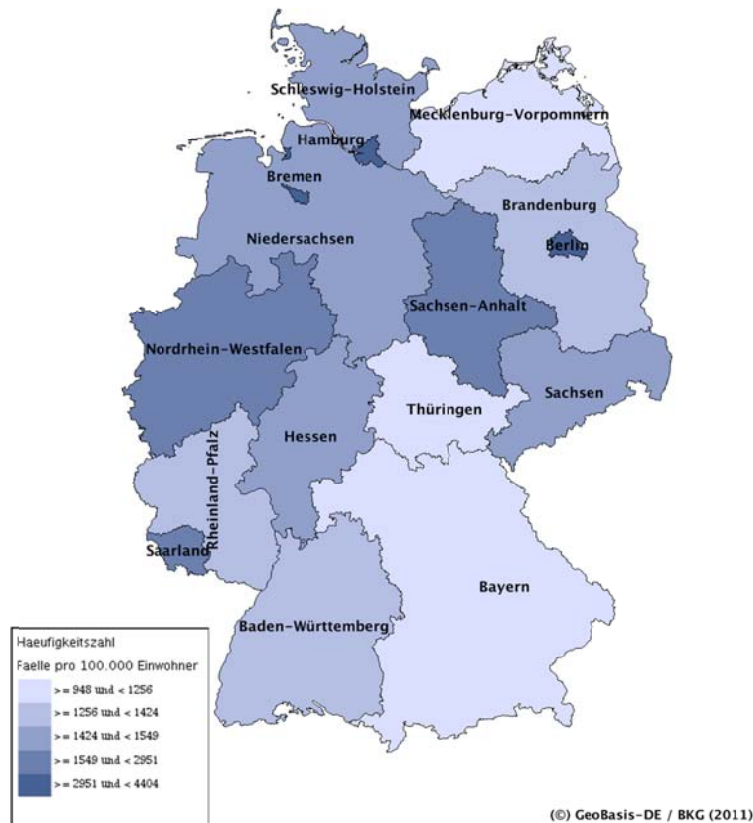 Schleswig-Holstein
Mecklenburg-Vorpommern
Hamburg
Bremen
Brandenburg
Niedersachsen
Berlin
Sachsen-Anhalt
Nordrhein-Westfalen
Sachsen
Thüringen
Hessen
Rheinland-Pfalz
Saarland
Bayern
Baden-Württemberg
Haeufigkeitszahl
Faelle pro 100.000 Einwohner
>= 948 und < 1256
>= 1256 und < 1424
>= 1424 und < 1549
>= 1549 und < 2951
>= 2951 und < 4404
(©) GeoBasis-DE / BKG (2011)